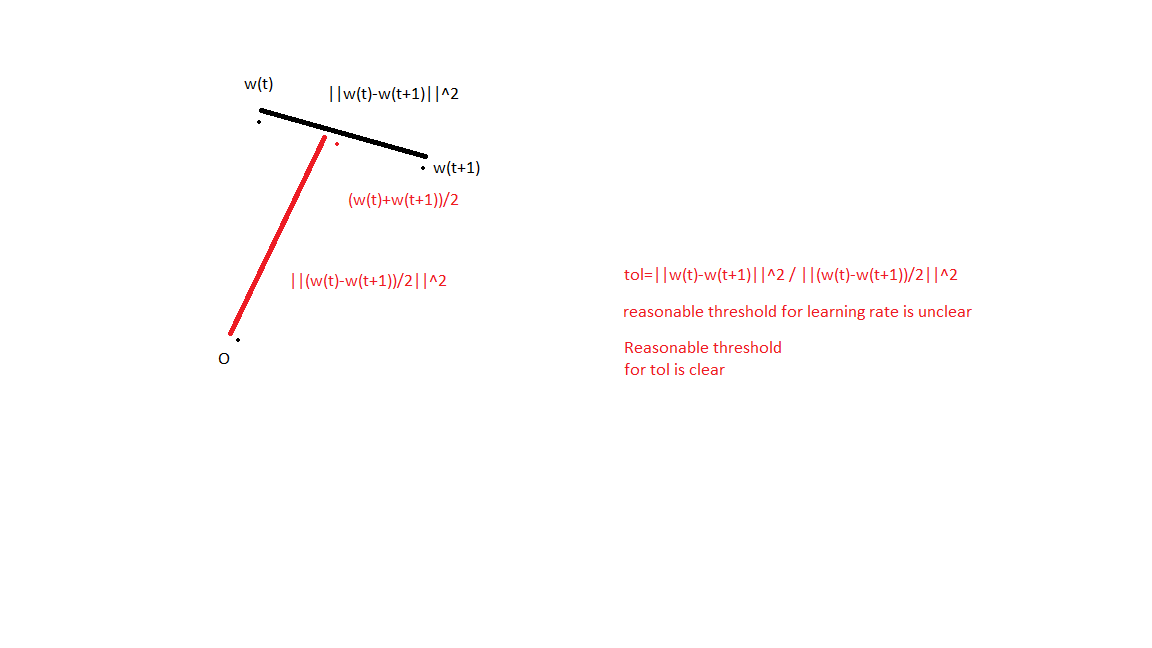 w(t)
||w(t)-w(t+1)||^2
w(t+1)
(w(t)+w(t+1))/2
||(w(t)-w(t+1))/2||^2
O
tol=||w(t)-w(t+1)||^2 / ||(w(t)-w(t+1))/2||^2
reasonable threshold for learning rate is unclear
Reasonable threshold
for tol is clear